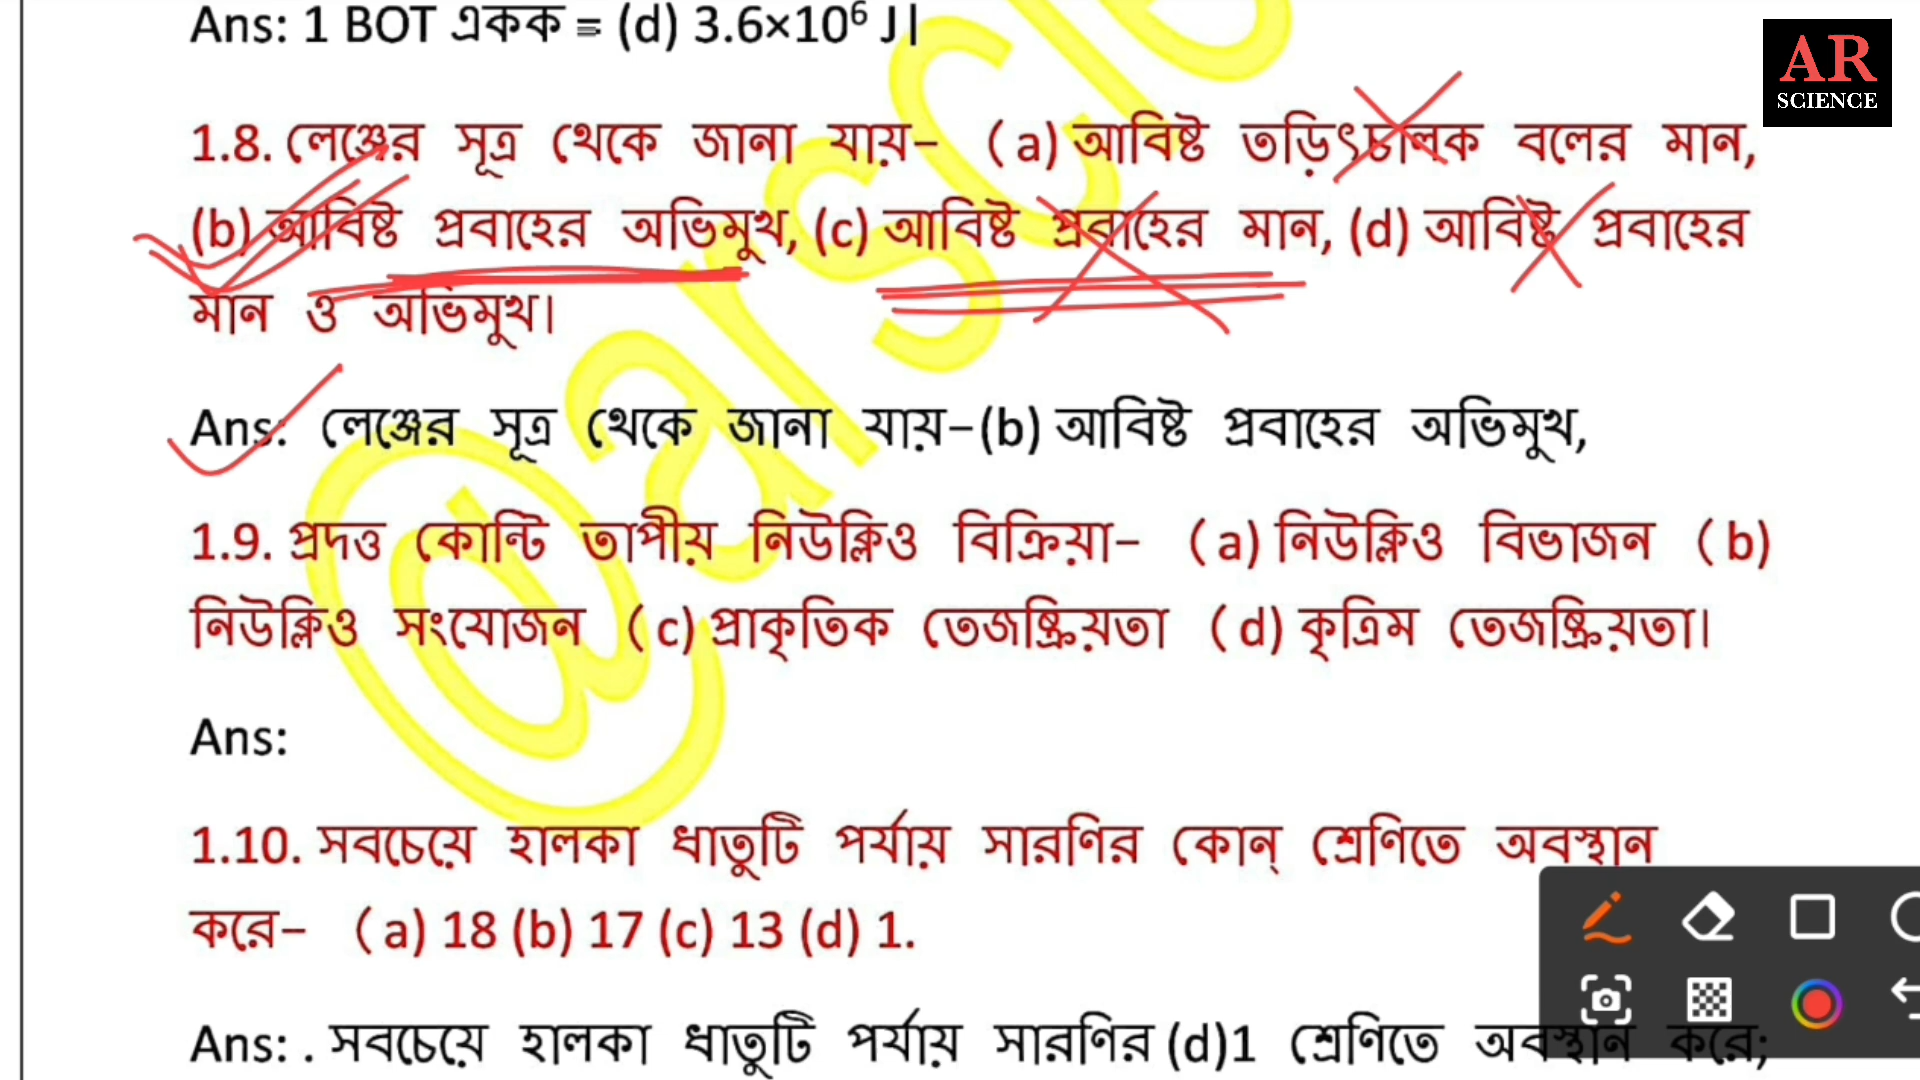 Ans: 1 BOT একক = (d) 3.6×10⁶ J।
AR
SCIENCE
1.8. লেঞ্জের সূত্র থেকে জানা যায়– (a) আবিষ্ট তড়িৎচালক বলের মান,
(b) আবিষ্ট প্রবাহের অভিমুখ, (c) আবিষ্ট প্রবাহের মান, (d) আবিষ্ট প্রবাহের
মান ও অভিমুখ।
Ans: লেঞ্জের সূত্র থেকে জানা যায়–(b) আবিষ্ট প্রবাহের অভিমুখ,
1.9. প্রদত্ত কোন্টি তাপীয় নিউক্লিও বিক্রিয়া– (a) নিউক্লিও বিভাজন (b)
নিউক্লিও সংযোজন (c) প্রাকৃতিক তেজষ্ক্রিয়তা (d) কৃত্রিম তেজষ্ক্রিয়তা।
Ans:
1.10. সবচেয়ে হালকা ধাতুটি পর্যায় সারণির কোন্ শ্রেণিতে অবস্থান
করে– (a) 18 (b) 17 (c) 13 (d) 1.
Ans: . সবচেয়ে হালকা ধাতুটি পর্যায় সারণির (d)1 শ্রেণিতে অবস্থান করে;
@arscie